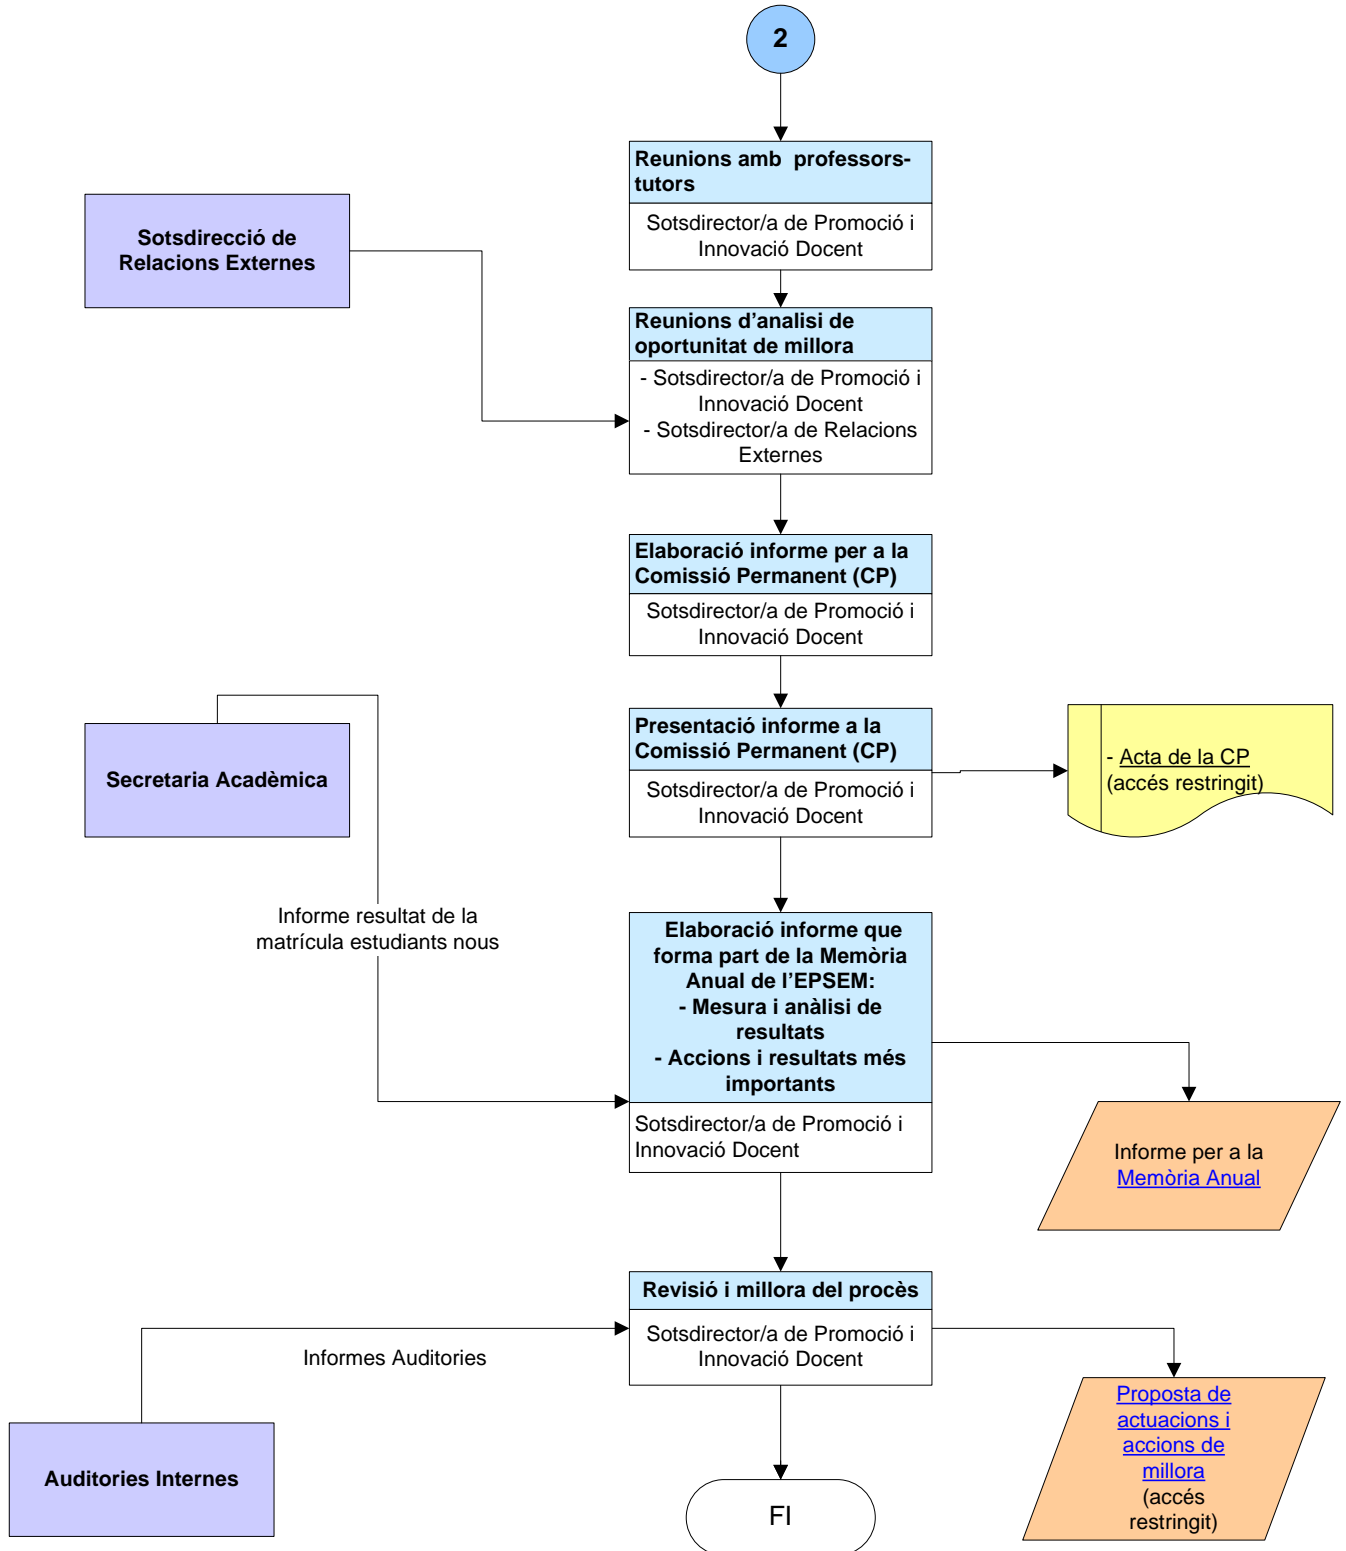 2
Reunions amb  professors-
tutors
Sotsdirector/a de Promoció i
Innovació Docent
Sotsdirecció de
Relacions Externes
Reunions d’analisi de
oportunitat de millora
- Sotsdirector/a de Promoció i
Innovació Docent
- Sotsdirector/a de Relacions
Externes
Elaboració informe per a la
Comissió Permanent (CP)
Sotsdirector/a de Promoció i
Innovació Docent
Secretaria Acadèmica
Presentació informe a la
Comissió Permanent (CP)
Sotsdirector/a de Promoció i
Innovació Docent
- Acta de la CP
(accés restringit)
Informe resultat de la
matrícula estudiants nous
Elaboració informe que
forma part de la Memòria
Anual de l’EPSEM:
- Mesura i anàlisi de
resultats
- Accions i resultats més
importants
Sotsdirector/a de Promoció i
Innovació Docent
Informe per a la
Memòria Anual
Revisió i millora del procès
Sotsdirector/a de Promoció i
Innovació Docent
Informes Auditories
Auditories Internes
Proposta de
actuacions i
accions de
millora
(accés
restringit)
FI